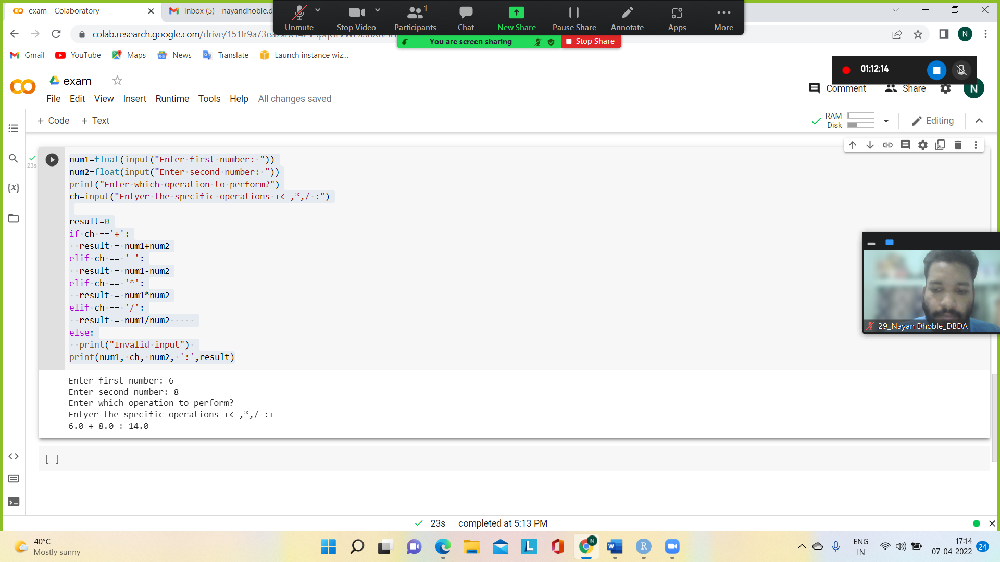 exam - Colaboratory
Inbox (5) - nayandhoble.d
Unmute
Stop Video
Participants
1
Chat
New Share
Pause Share
Annotate
Apps
More
You are screen sharing
Stop Share
colab.research.google.com/drive/
N
Gmail
YouTube
Maps
News
Translate
Launch instance wiz...
01:12:14
exam
File Edit View Insert Runtime Tools Help All changes saved
Comment
Share
N
+ Code + Text
RAM
Disk
Editing
23s
{x}
num1=float(input("Enter first number: "))
num2=float(input("Enter second number: "))
print("Enter which operation to perform?")
ch=input("Entyer the specific operations +<-,*,/ :")
result=0
if ch =='+':
result = num1+num2
elif ch == '-':
result = num1-num2
elif ch == '*':
result = num1*num2
elif ch == '/':
result = num1/num2
else:
print("Invalid input")
print(num1, ch, num2, ':',result)
29_Nayan Dhoble_DBDA
Enter first number: 6
Enter second number: 8
Enter which operation to perform?
Entyer the specific operations +<-,*,/ :+
6.0 + 8.0 : 14.0
[ ]
23s completed at 5:13 PM
40°C
Mostly sunny
ENG
IN
17:14
07-04-2022
24